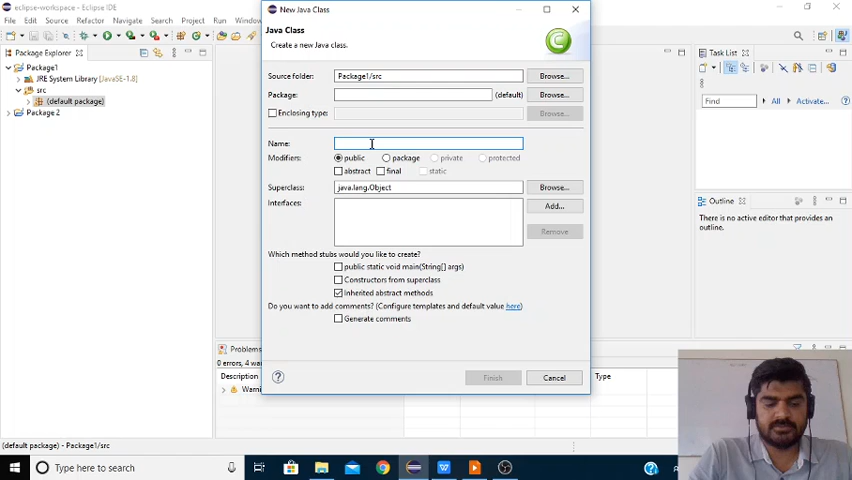 eclipse-workspace - Eclipse IDE
New Java Class
File Edit Source Refactor Navigate Search Project Run
Java Class
Create a new Java class.
Package Explorer
Package1
JRE System Library [JavaSE-1.8]
src
(default package)
Package 2
Source folder: Package1/src Browse...
Package: (default) Browse...
Enclosing type: Browse...
Name:
Modifiers: public package private protected
abstract final static
Superclass: java.lang.Object Browse...
Interfaces: Add...
Remove
Which method stubs would you like to create?
public static void main(String[] args)
Constructors from superclass
Inherited abstract methods
Do you want to add comments? (Configure templates and default value here)
Generate comments
Finish Cancel
Task List
Find All Activate...
Outline
There is no active editor that provides an
outline.
Problems
0 errors, 4 war
Description Type
Warni
(default package) - Package1/src
Type here to search